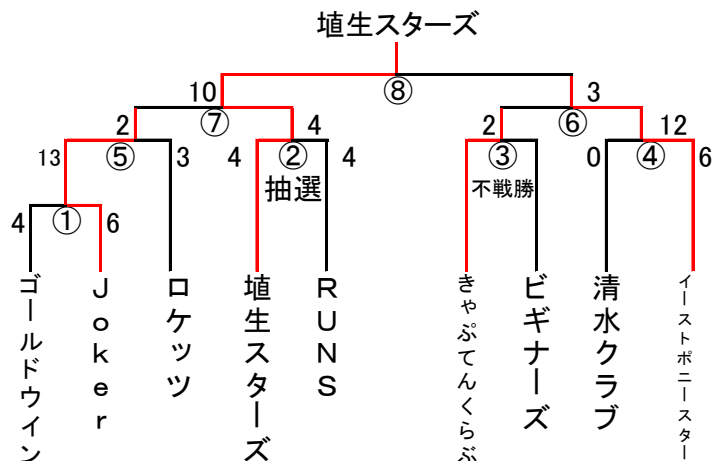 埴生スターズ
⑧
10 ⑦ 4
3 ⑥ 12
2 ⑤ 3
13
4 ② 4
抽選
2 ③
不戦勝
0 ④ 6
4 ① 6
ゴールドウイン
Ｊｏｋｅｒ
ロケッツ
埴生スターズ
ＲＵＮＳ
きゃぷてんくらぶ
ビギナーズ
清水クラブ
イーストポニースター